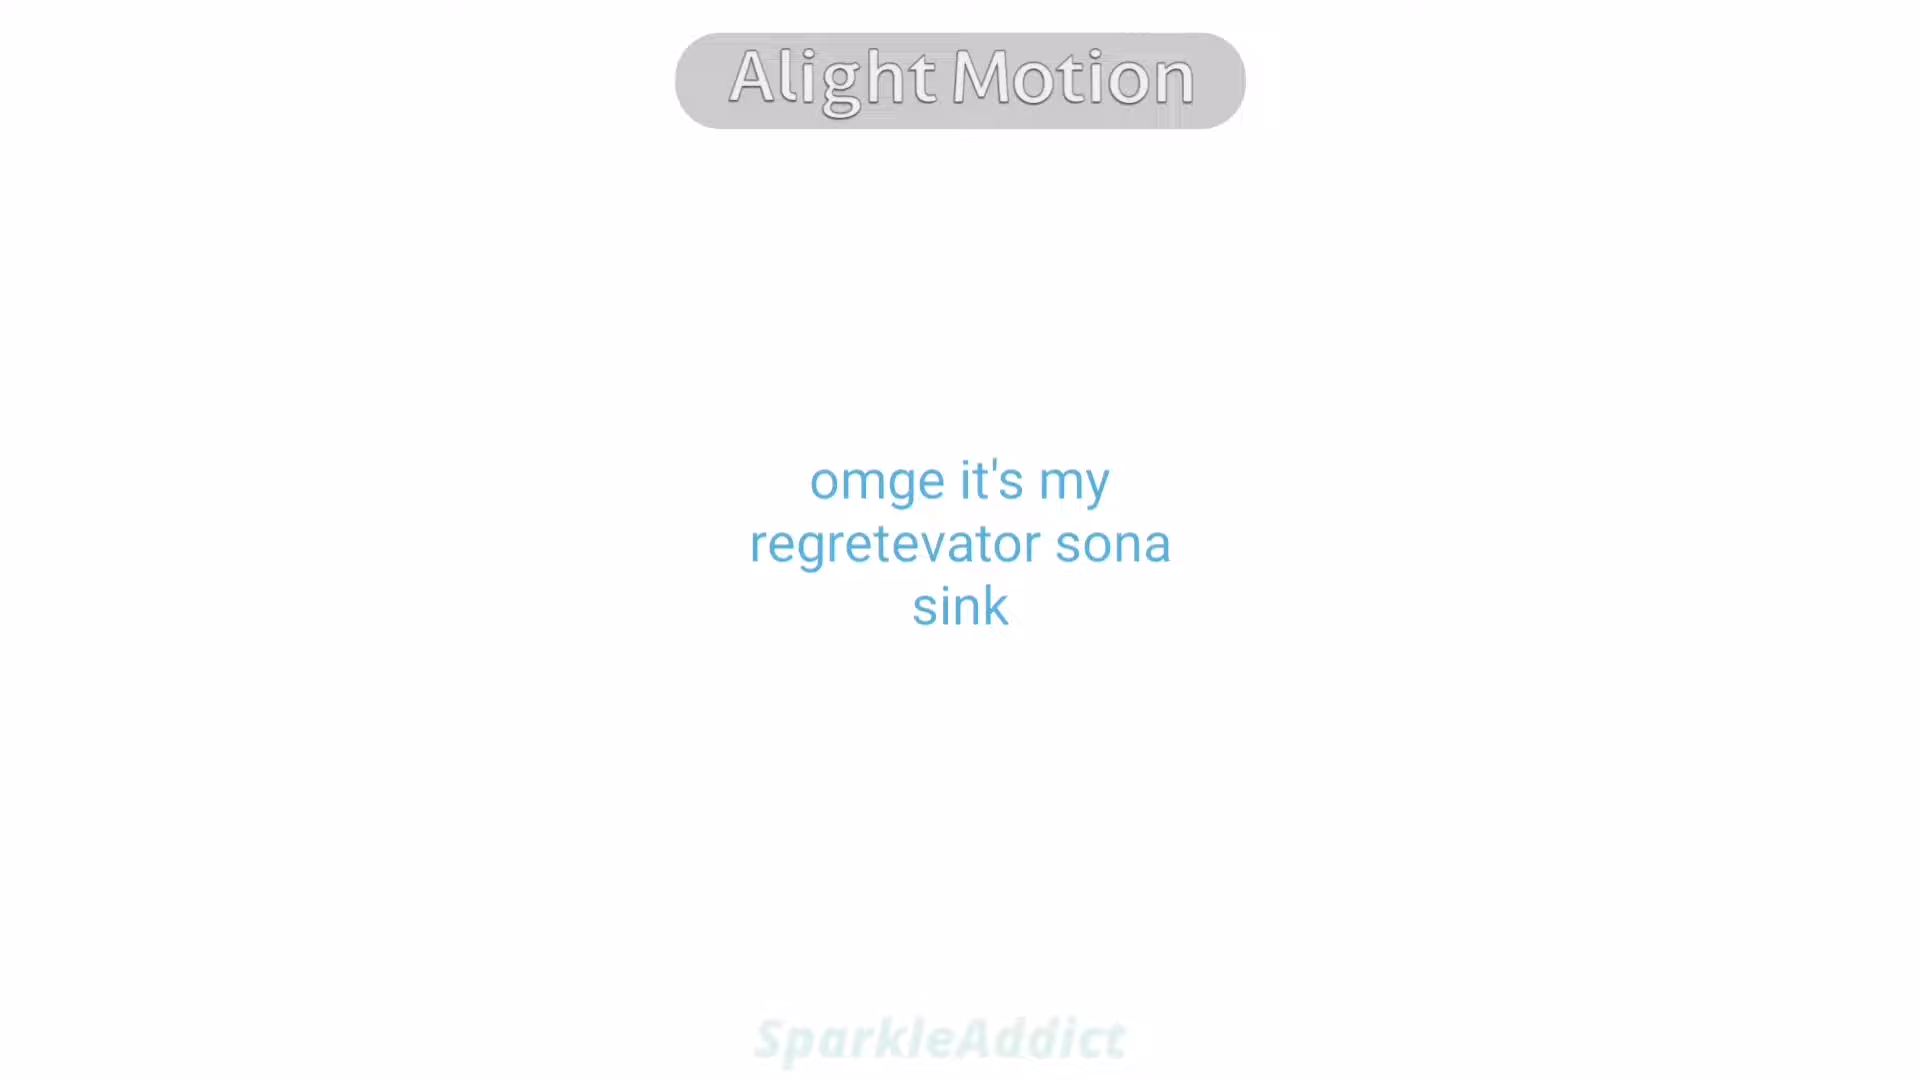 Alight Motion
omge it's my
regretevator sona
sink
SparkleAddict